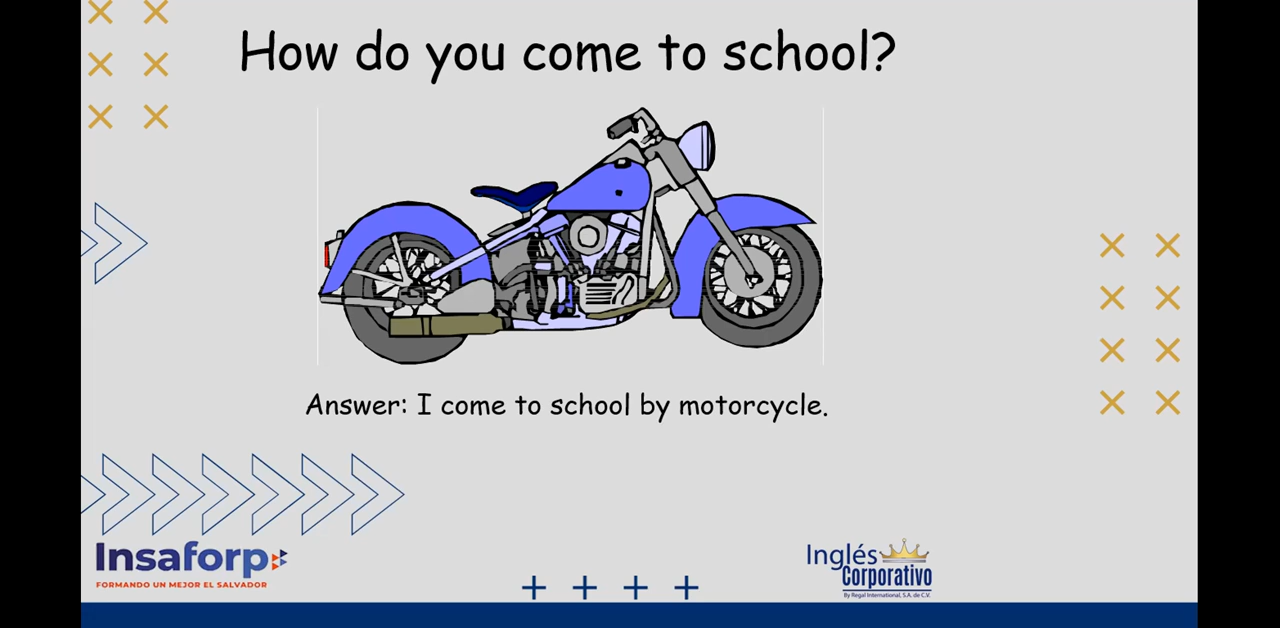 How do you come to school?
Answer: I come to school by motorcycle.
Insaforp
FORMANDO UN MEJOR EL SALVADOR
Inglés
Corporativo
By Regal International, S.A. de C.V.